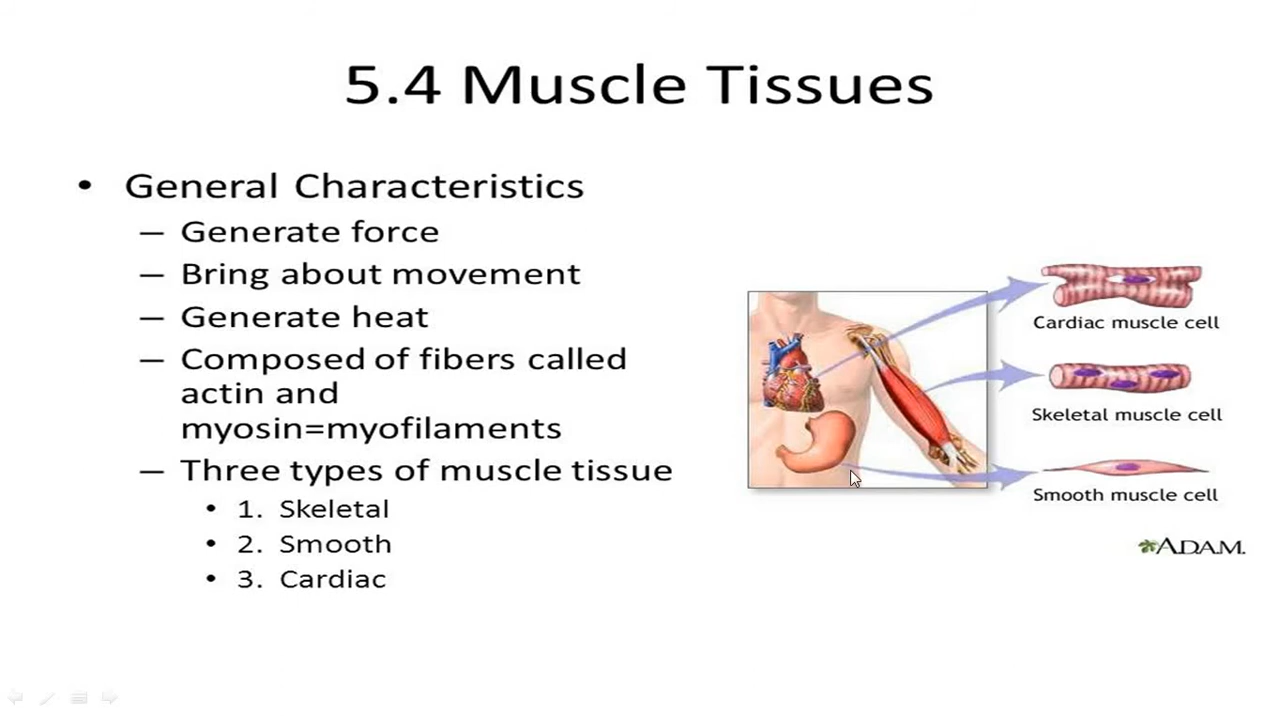 5.4 Muscle Tissues
• General Characteristics
– Generate force
– Bring about movement
– Generate heat
– Composed of fibers called
actin and
myosin=myofilaments
– Three types of muscle tissue
• 1. Skeletal
• 2. Smooth
• 3. Cardiac
Cardiac muscle cell
Skeletal muscle cell
Smooth muscle cell
ADAM.